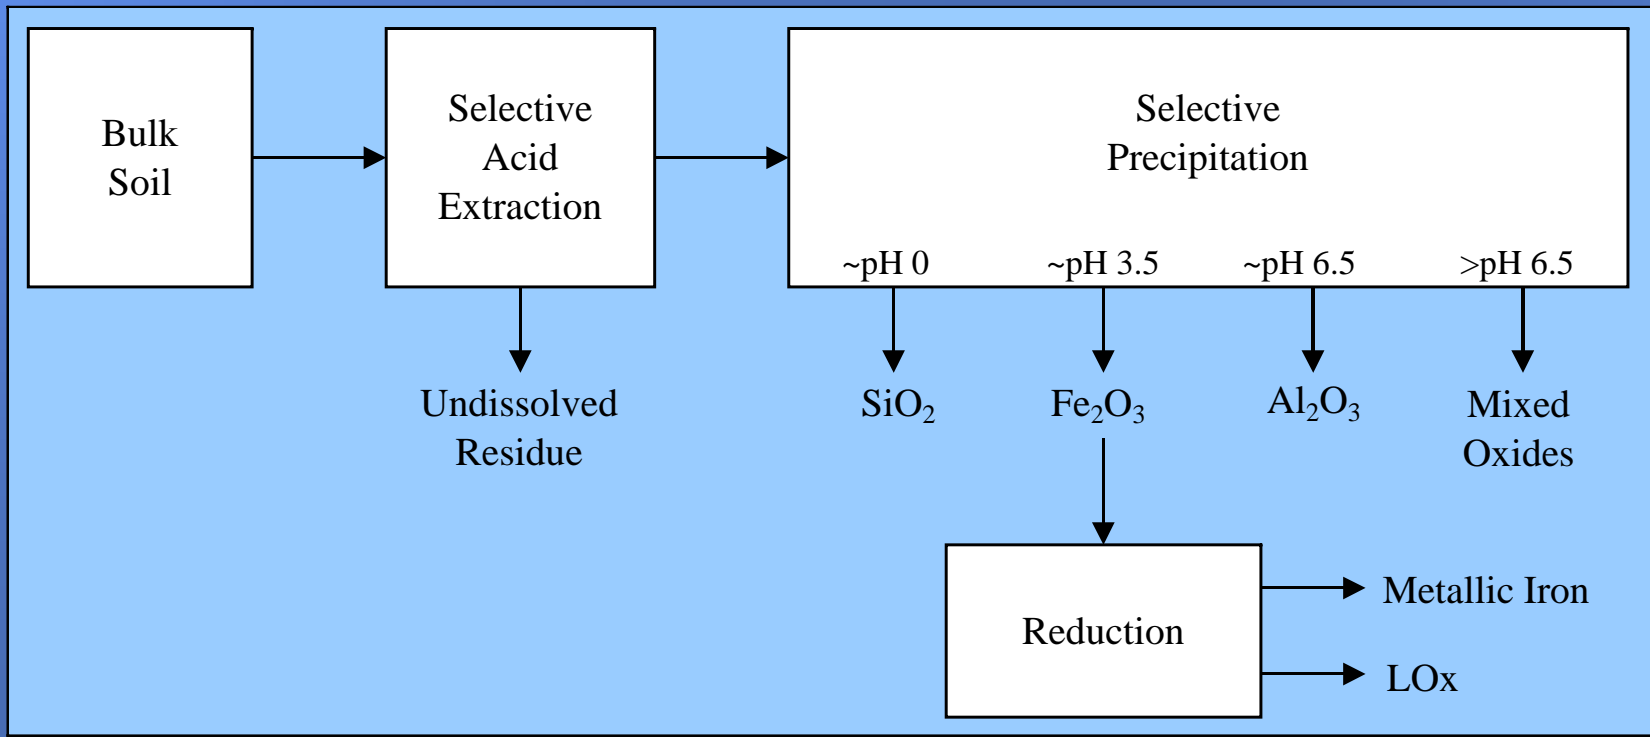 Bulk
Soil
Selective
Acid
Extraction
Selective
Precipitation
~pH 0
~pH 3.5
~pH 6.5
>pH 6.5
Undissolved
Residue
SiO₂
Fe₂O₃
Al₂O₃
Mixed
Oxides
Reduction
Metallic Iron
LOx